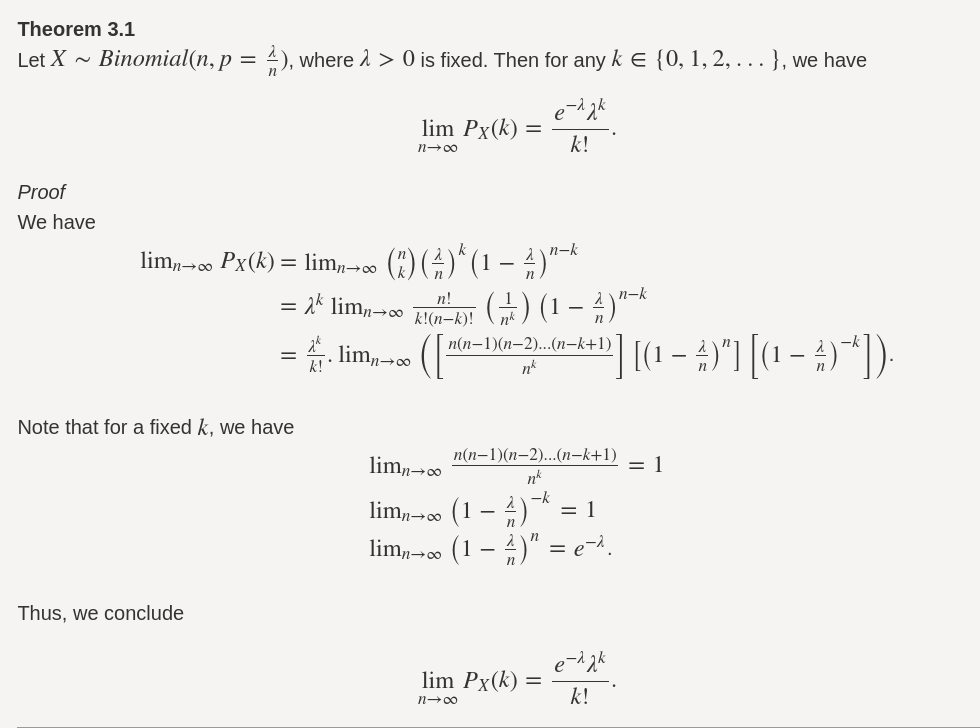 Theorem 3.1
Let $X \sim Binomial(n, p = \frac{\lambda}{n})$, where $\lambda > 0$ is fixed. Then for any $k \in \{0, 1, 2, \ldots\}$, we have
$\lim_{n \to \infty} P_X(k) = \frac{e^{-\lambda} \lambda^k}{k!}.$
Proof
We have
$\lim_{n \to \infty} P_X(k) = \lim_{n \to \infty} \binom{n}{k} \left(\frac{\lambda}{n}\right)^k \left(1 - \frac{\lambda}{n}\right)^{n-k}$
$= \lambda^k \lim_{n \to \infty} \frac{n!}{k!(n-k)!} \left(\frac{1}{n^k}\right) \left(1 - \frac{\lambda}{n}\right)^{n-k}$
$= \frac{\lambda^k}{k!} . \lim_{n \to \infty} \left( \left[ \frac{n(n-1)(n-2)...(n-k+1)}{n^k} \right] \left[ \left(1 - \frac{\lambda}{n}\right)^n \right] \left[ \left(1 - \frac{\lambda}{n}\right)^{-k} \right] \right).$
Note that for a fixed $k$, we have
$\lim_{n \to \infty} \frac{n(n-1)(n-2)...(n-k+1)}{n^k} = 1$
$\lim_{n \to \infty} \left(1 - \frac{\lambda}{n}\right)^{-k} = 1$
$\lim_{n \to \infty} \left(1 - \frac{\lambda}{n}\right)^n = e^{-\lambda}.$
Thus, we conclude
$\lim_{n \to \infty} P_X(k) = \frac{e^{-\lambda} \lambda^k}{k!}.$